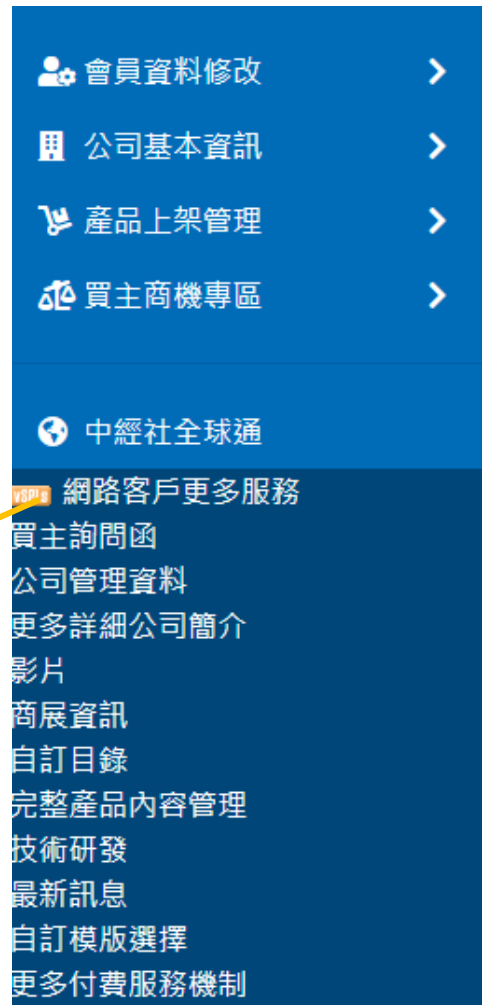 會員資料修改
公司基本資訊
產品上架管理
買主商機專區
中經社全球通
網路客戶更多服務
買主詢問函
公司管理資料
更多詳細公司簡介
影片
商展資訊
自訂目錄
完整產品內容管理
技術研發
最新訊息
自訂模版選擇
更多付費服務機制